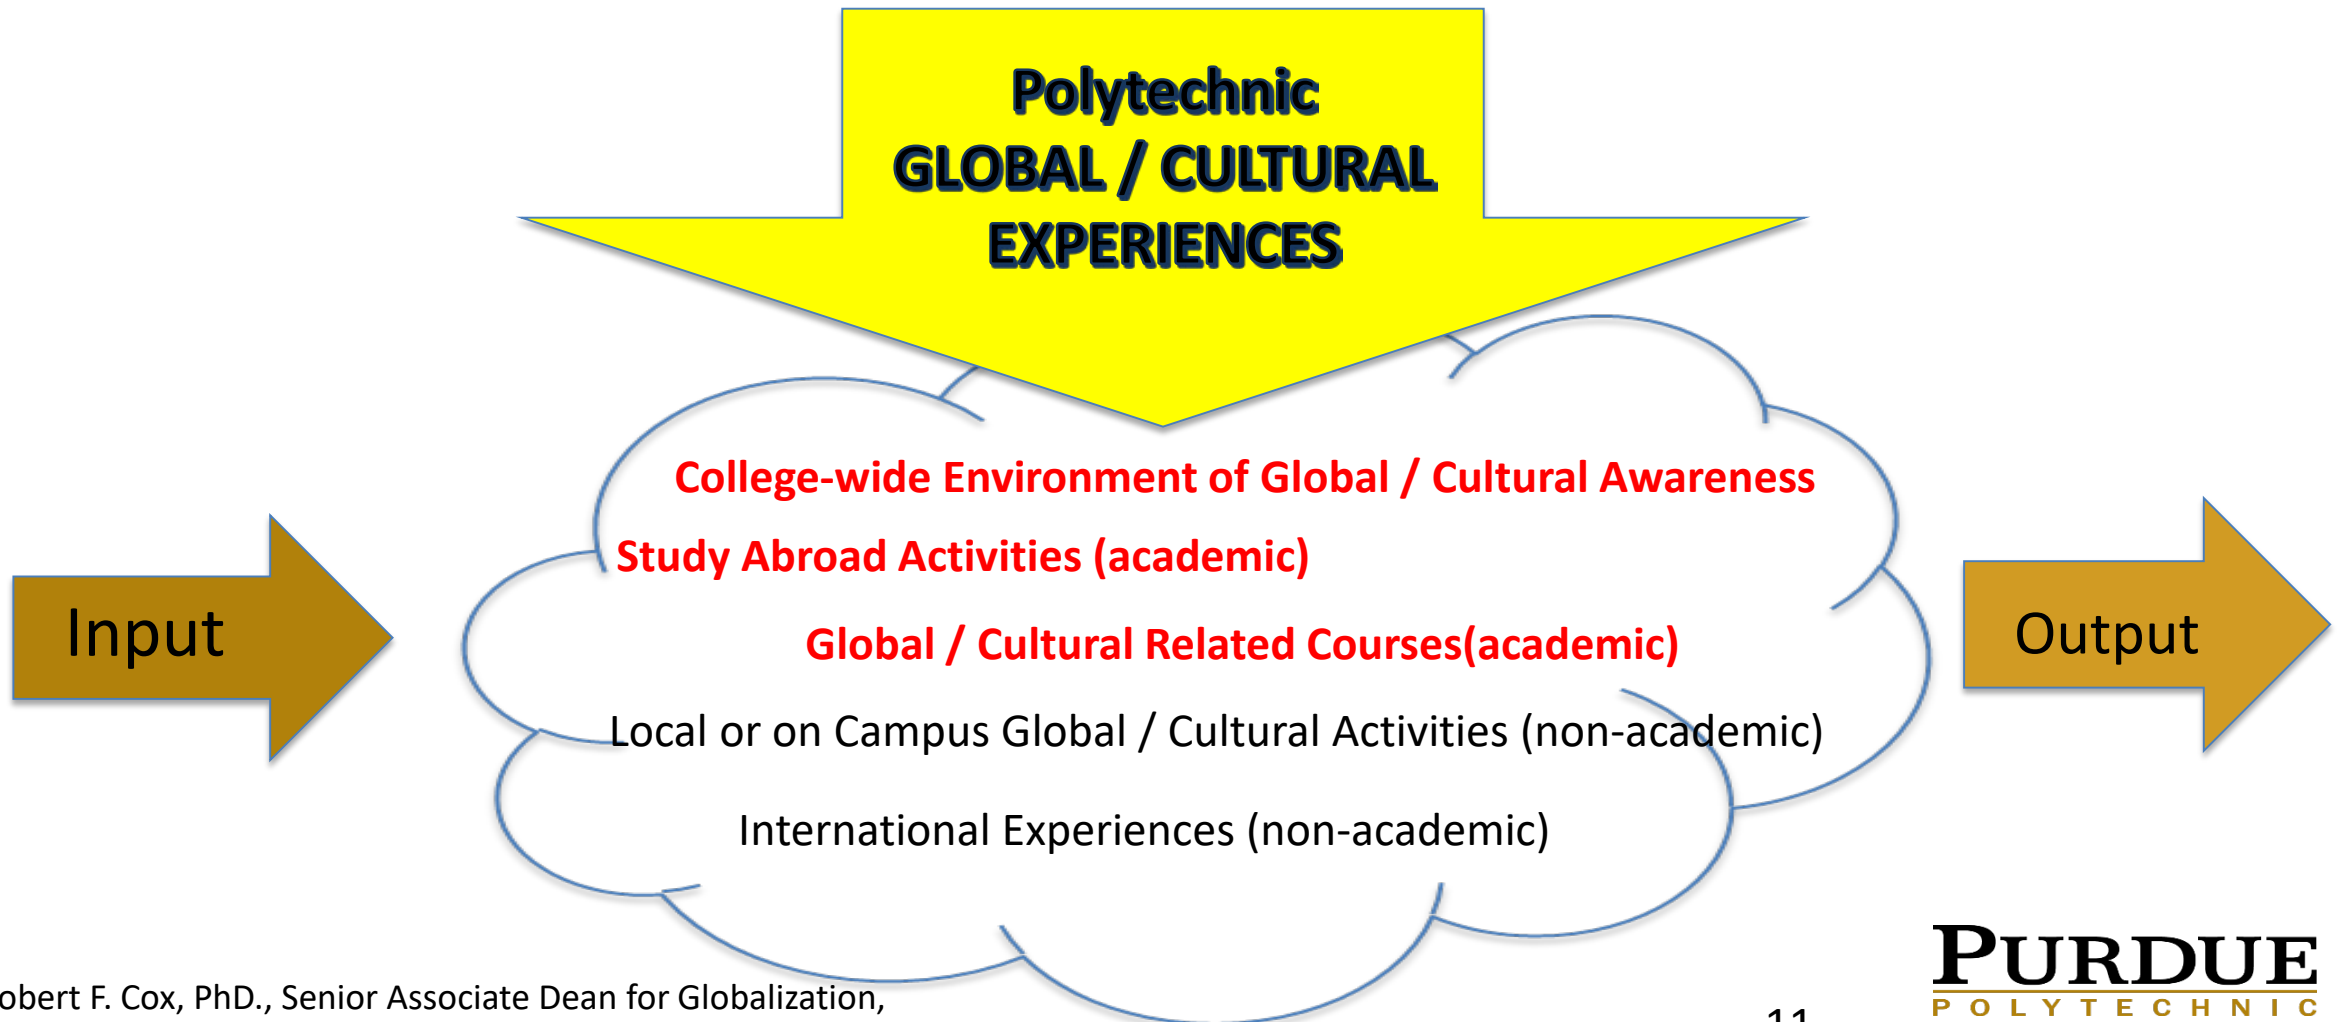 Polytechnic
GLOBAL / CULTURAL
EXPERIENCES
College-wide Environment of Global / Cultural Awareness
Study Abroad Activities (academic)
Input
Output
Global / Cultural Related Courses(academic)
Local or on Campus Global / Cultural Activities (non-academic)
International Experiences (non-academic)
obert F. Cox, PhD., Senior Associate Dean for Globalization,
11
PURDUE
POLYTECHNIC